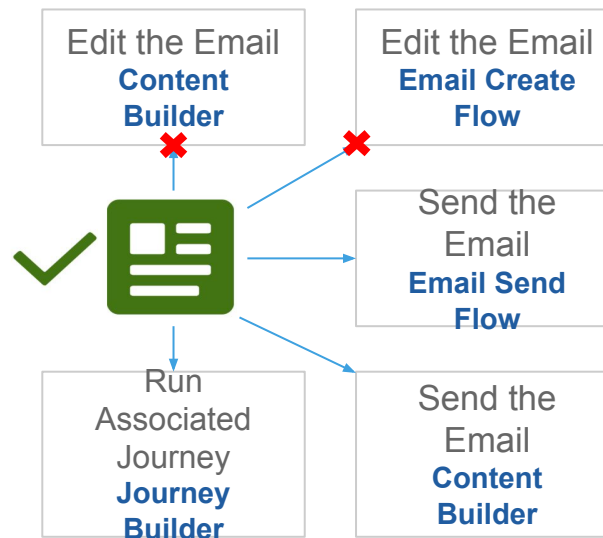 Edit the Email
Content
Builder
Edit the Email
Email Create
Flow
Send the
Email
Email Send
Flow
Run
Associated
Journey
Journey
Builder
Send the
Email
Content
Builder